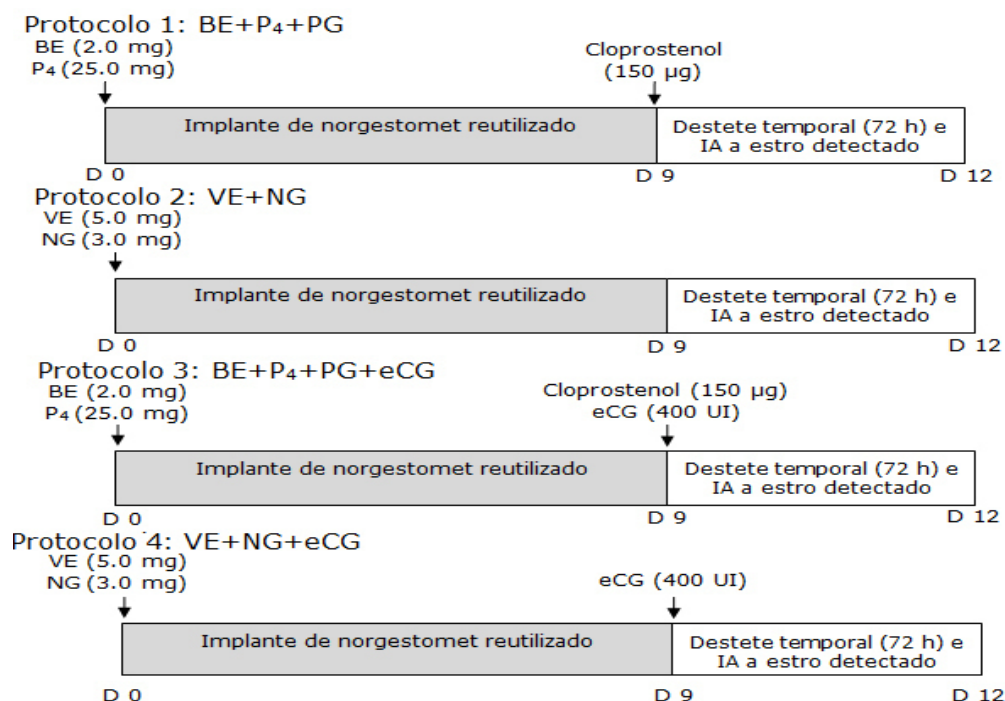 Protocolo 1: BE+P₄+PG
BE (2.0 mg)
P₄ (25.0 mg)
Cloprostenol
(150 µg)
Implante de norgestomet reutilizado
Destete temporal (72 h) e
IA a estro detectado
D 0
D 9
D 12
Protocolo 2: VE+NG
VE (5.0 mg)
NG (3.0 mg)
Implante de norgestomet reutilizado
Destete temporal (72 h) e
IA a estro detectado
D 0
D 9
D 12
Protocolo 3: BE+P₄+PG+eCG
BE (2.0 mg)
P₄ (25.0 mg)
Cloprostenol (150 µg)
eCG (400 UI)
Implante de norgestomet reutilizado
Destete temporal (72 h) e
IA a estro detectado
D 0
D 9
D 12
Protocolo 4: VE+NG+eCG
VE (5.0 mg)
NG (3.0 mg)
eCG (400 UI)
Implante de norgestomet reutilizado
Destete temporal (72 h) e
IA a estro detectado
D 0
D 9
D 12